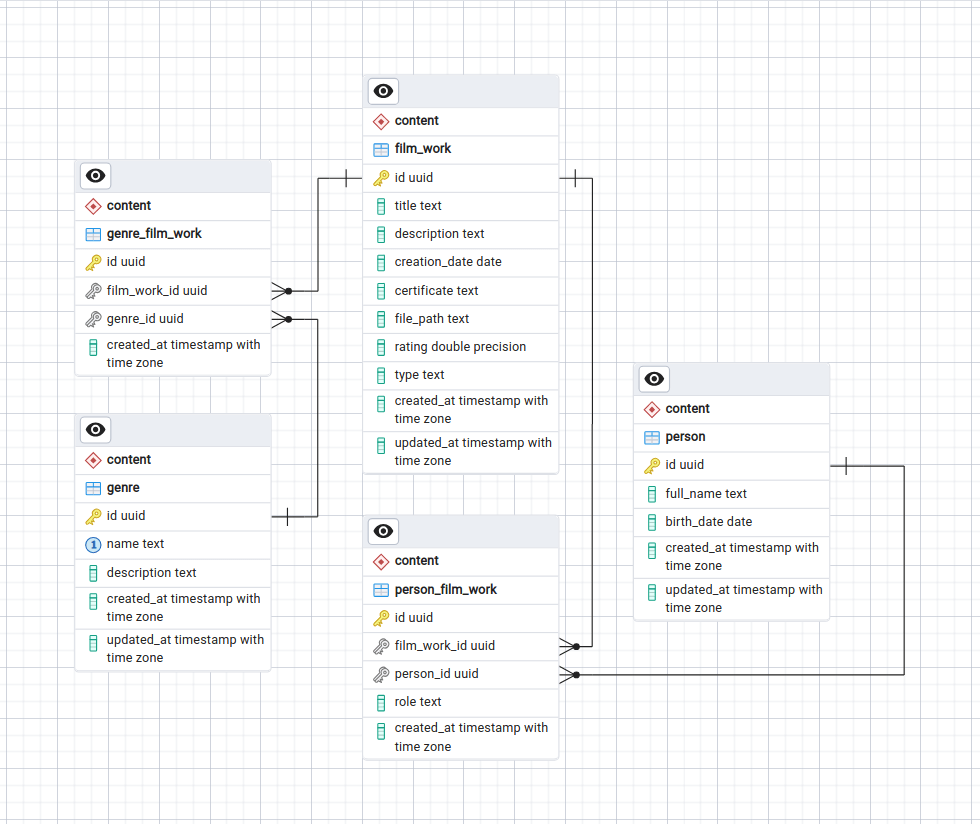 content
genre_film_work
id uuid
film_work_id uuid
genre_id uuid
created_at timestamp with
time zone
content
genre
id uuid
1 name text
description text
created_at timestamp with
time zone
updated_at timestamp with
time zone
content
film_work
id uuid
title text
description text
creation_date date
certificate text
file_path text
rating double precision
type text
created_at timestamp with
time zone
updated_at timestamp with
time zone
content
person_film_work
id uuid
film_work_id uuid
person_id uuid
role text
created_at timestamp with
time zone
content
person
id uuid
full_name text
birth_date date
created_at timestamp with
time zone
updated_at timestamp with
time zone